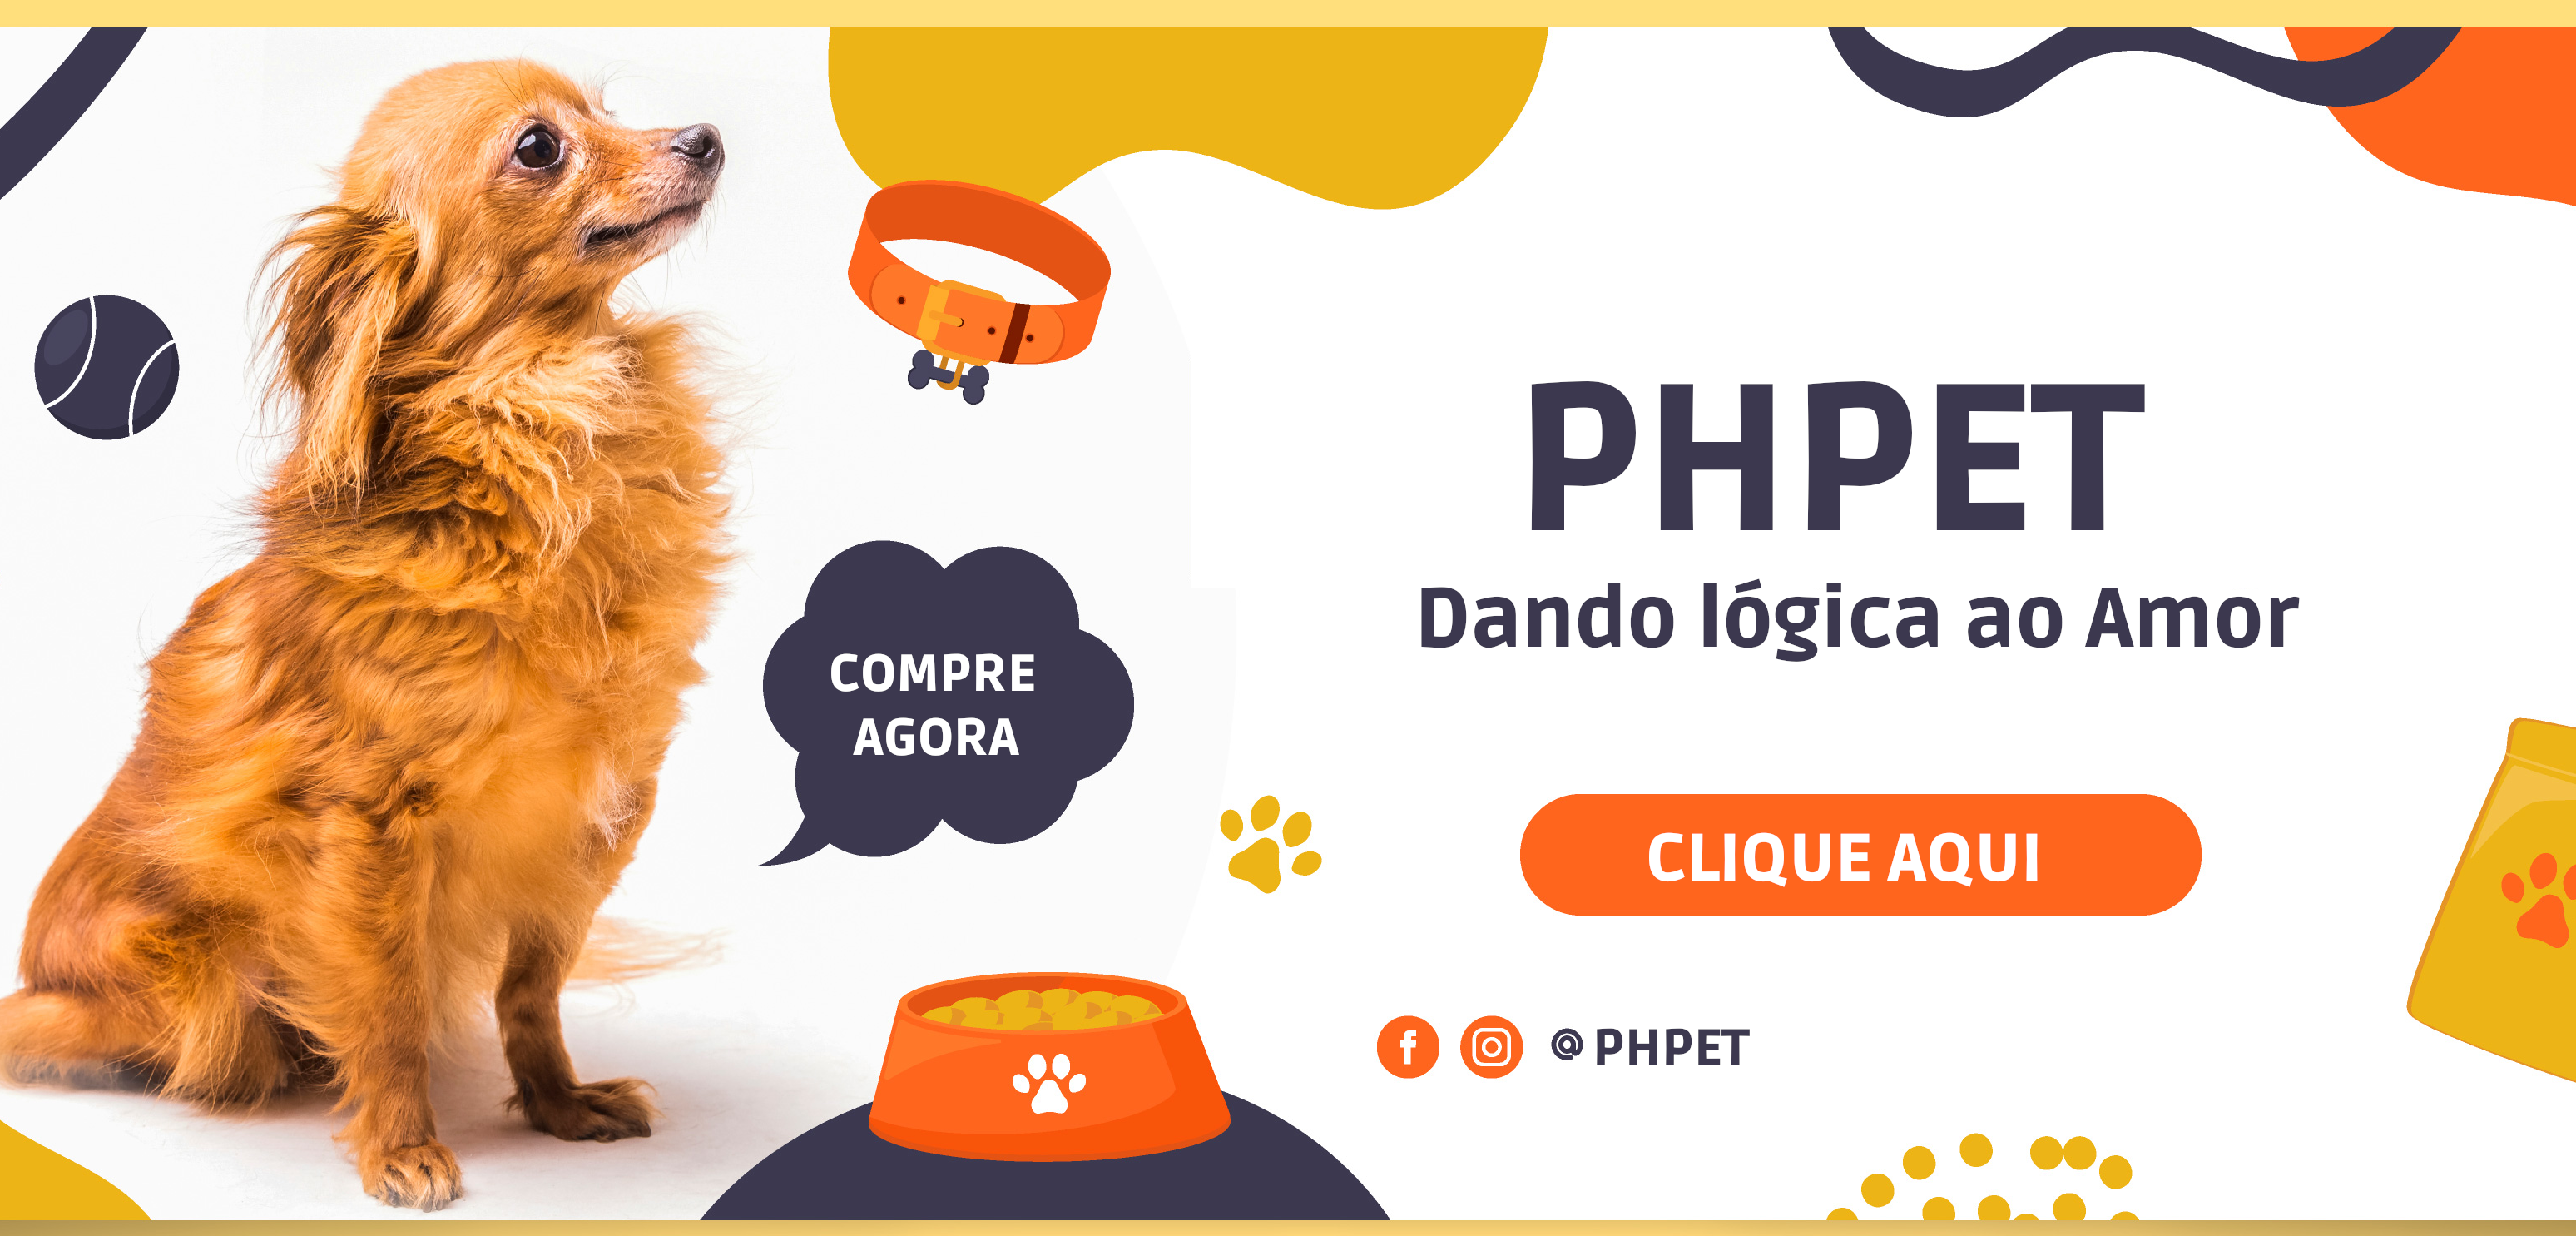 PHPET
Dando lógica ao Amor
COMPRE
AGORA
CLIQUE AQUI
@PHPET